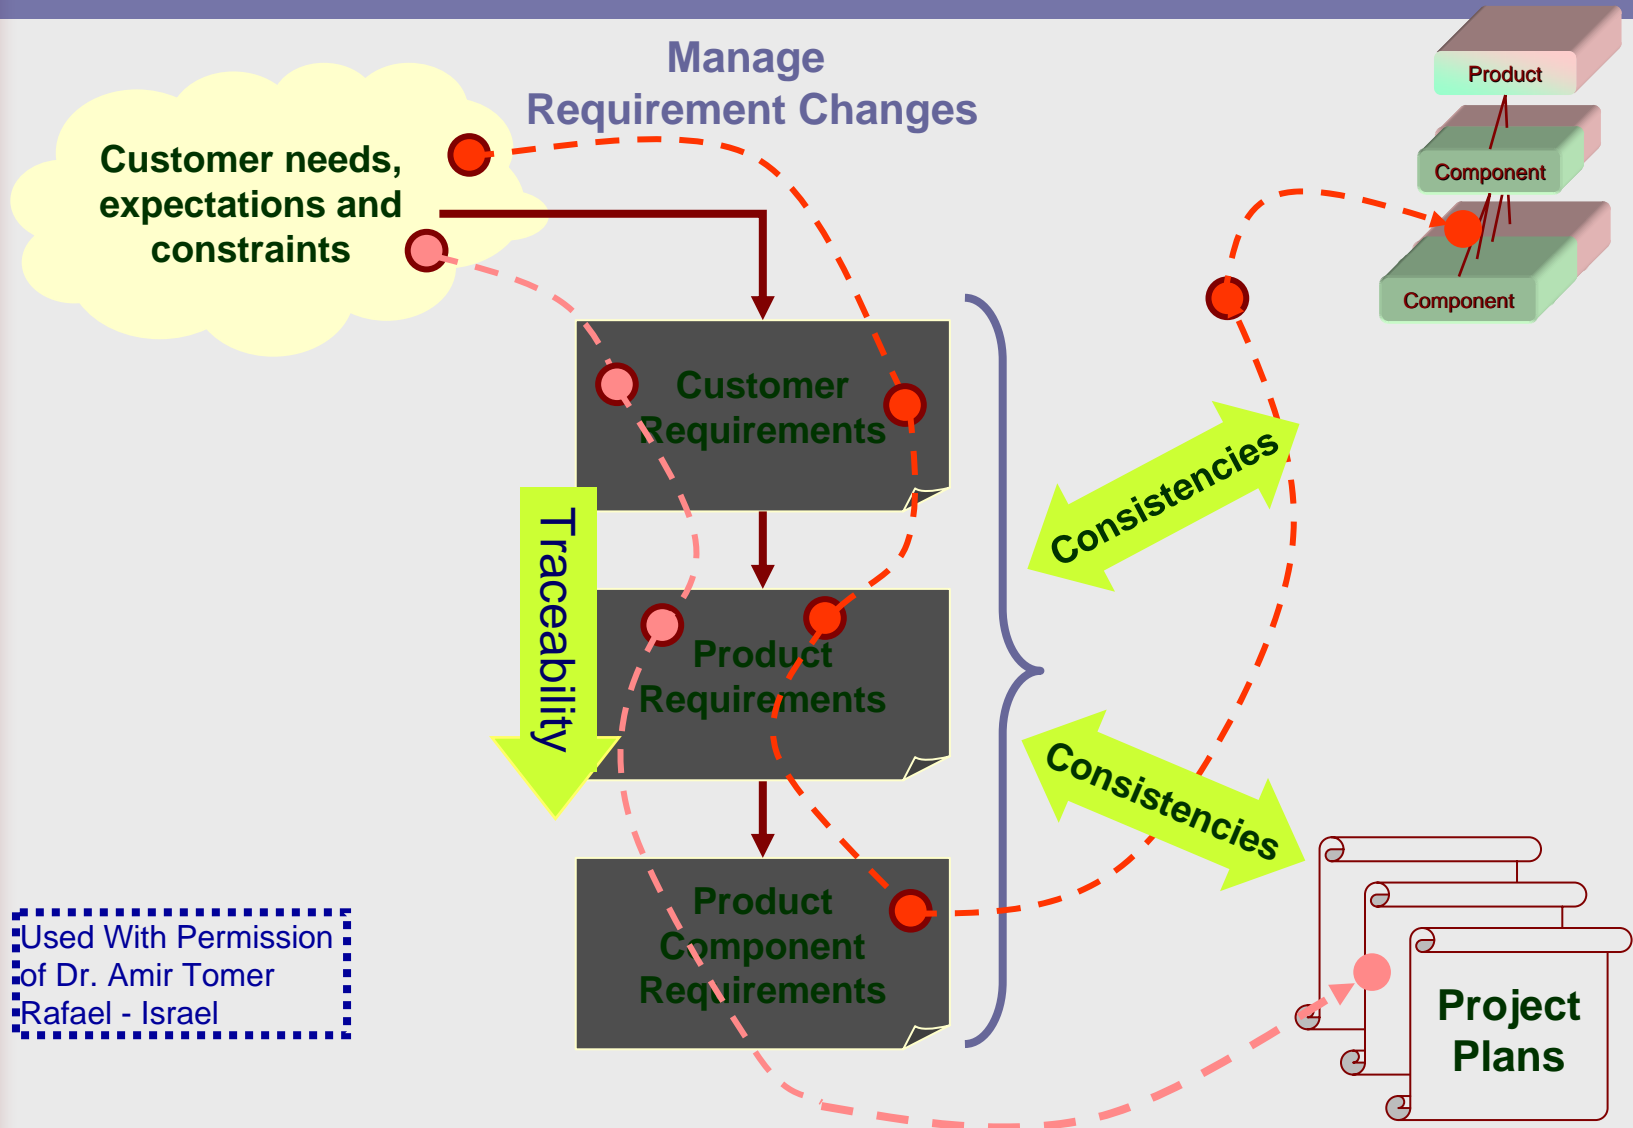 Manage
Requirement Changes
Customer needs,
expectations and
constraints
Product
Component
Component
Customer
Requirements
Traceability
Product
Requirements
Product
Component
Requirements
Consistencies
Consistencies
Project
Plans
Used With Permission
of Dr. Amir Tomer
Rafael - Israel